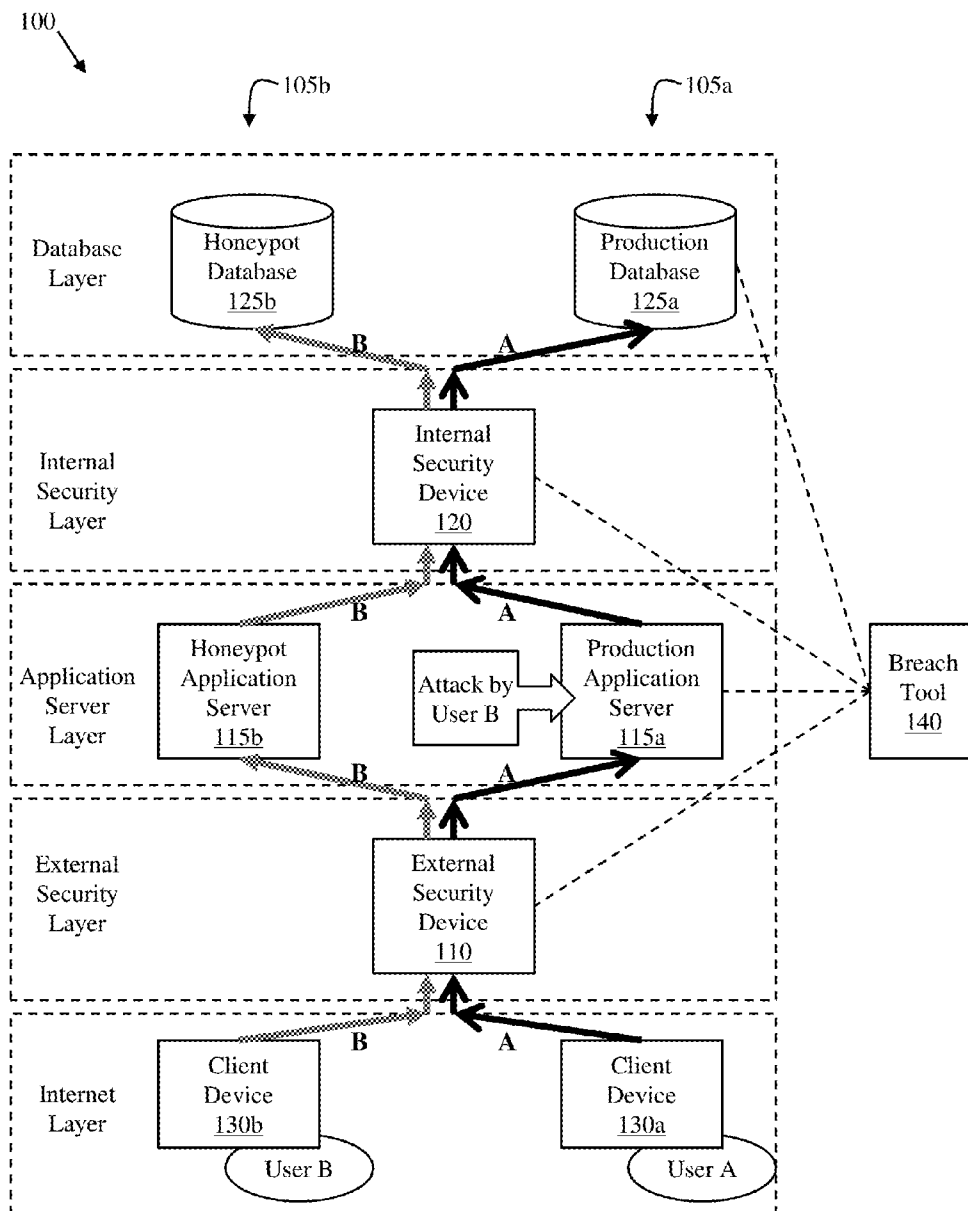 100
105b
105a
Database
Layer
Honeypot
Database
125b
Production
Database
125a
B
A
Internal
Security
Layer
Internal
Security
Device
120
B
A
Application
Server
Layer
Honeypot
Application
Server
115b
Attack by
User B
Production
Application
Server
115a
Breach
Tool
140
B
A
External
Security
Layer
External
Security
Device
110
B
A
Internet
Layer
Client
Device
130b
User B
Client
Device
130a
User A